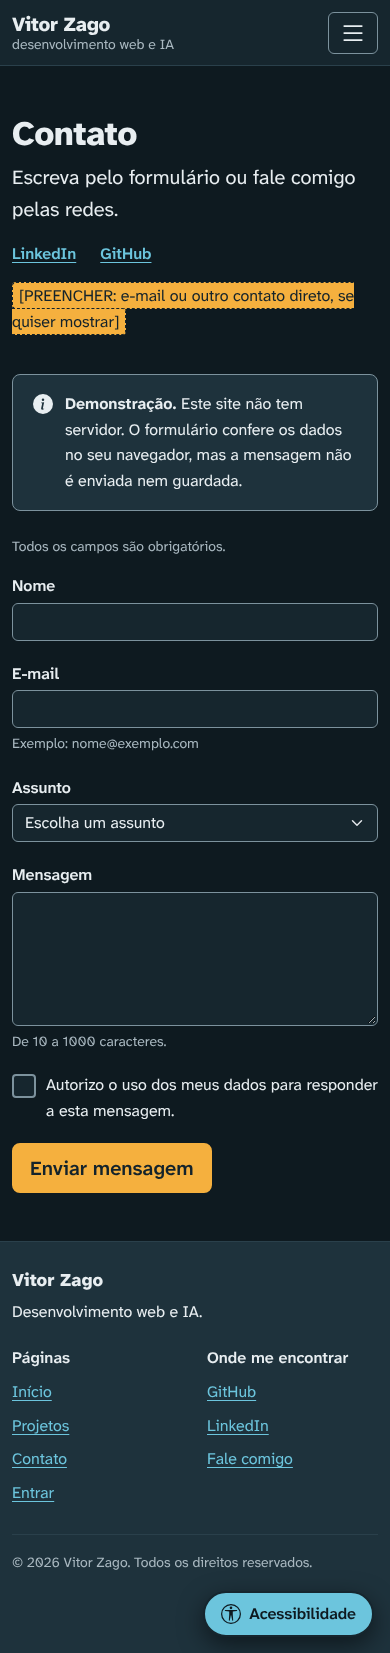 Vitor Zago
desenvolvimento web e IA
Contato
Escreva pelo formulário ou fale comigo
pelas redes.
LinkedIn GitHub
[PREENCHER: e-mail ou outro contato direto, se
quiser mostrar]
Demonstração. Este site não tem
servidor. O formulário confere os dados
no seu navegador, mas a mensagem não
é enviada nem guardada.
Todos os campos são obrigatórios.
Nome
E-mail
Exemplo: nome@exemplo.com
Assunto
Escolha um assunto
Mensagem
De 10 a 1000 caracteres.
Autorizo o uso dos meus dados para responder
a esta mensagem.
Enviar mensagem
Vitor Zago
Desenvolvimento web e IA.
Páginas
Início
Projetos
Contato
Entrar
Onde me encontrar
GitHub
LinkedIn
Fale comigo
© 2026 Vitor Zago. Todos os direitos reservados.
Acessibilidade